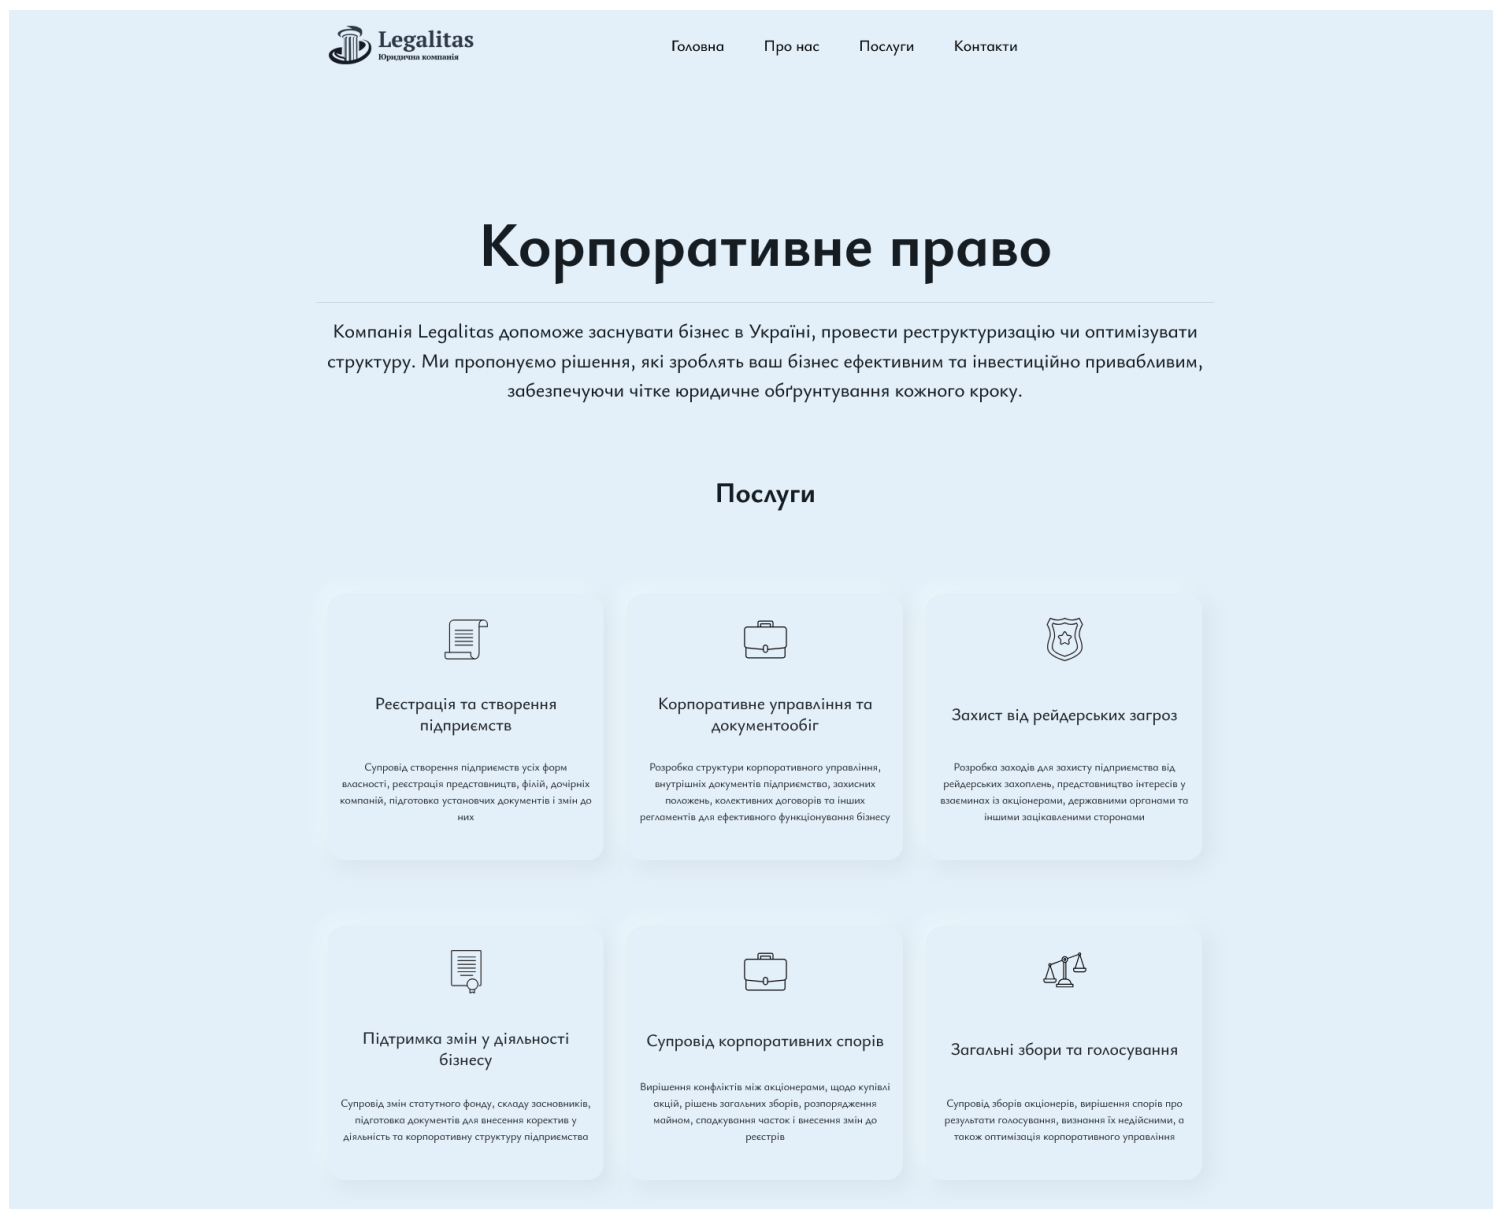 Legalitas
Юридична компанія
Головна
Про нас
Послуги
Контакти
Корпоративне право
Компанія Legalitas допоможе заснувати бізнес в Україні, провести реструктуризацію чи оптимізувати
структуру. Ми пропонуємо рішення, які зроблять ваш бізнес ефективним та інвестиційно привабливим,
забезпечуючи чітке юридичне обґрунтування кожного кроку.
Послуги
Реєстрація та створення
підприємств
Супровід створення підприємств усіх форм
власності, реєстрація представництв, філій, дочірніх
компаній, підготовка установчих документів і змін до
них
Корпоративне управління та
документообіг
Розробка структури корпоративного управління,
внутрішніх документів підприємства, захисних
положень, колективних договорів та інших
регламентів для ефективного функціонування бізнесу
Захист від рейдерських загроз
Розробка заходів для захисту підприємства від
рейдерських захоплень, представництво інтересів у
взаєминах із акціонерами, державними органами та
іншими зацікавленими сторонами
Підтримка змін у діяльності
бізнесу
Супровід змін статутного фонду, складу засновників,
підготовка документів для внесення коректив у
діяльність та корпоративну структуру підприємства
Супровід корпоративних спорів
Вирішення конфліктів між акціонерами, щодо купівлі
акцій, рішень загальних зборів, розпорядження
майном, спадкування часток і внесення змін до
реєстрів
Загальні збори та голосування
Супровід зборів акціонерів, вирішення спорів про
результати голосування, визнання їх недійсними, а
також оптимізація корпоративного управління